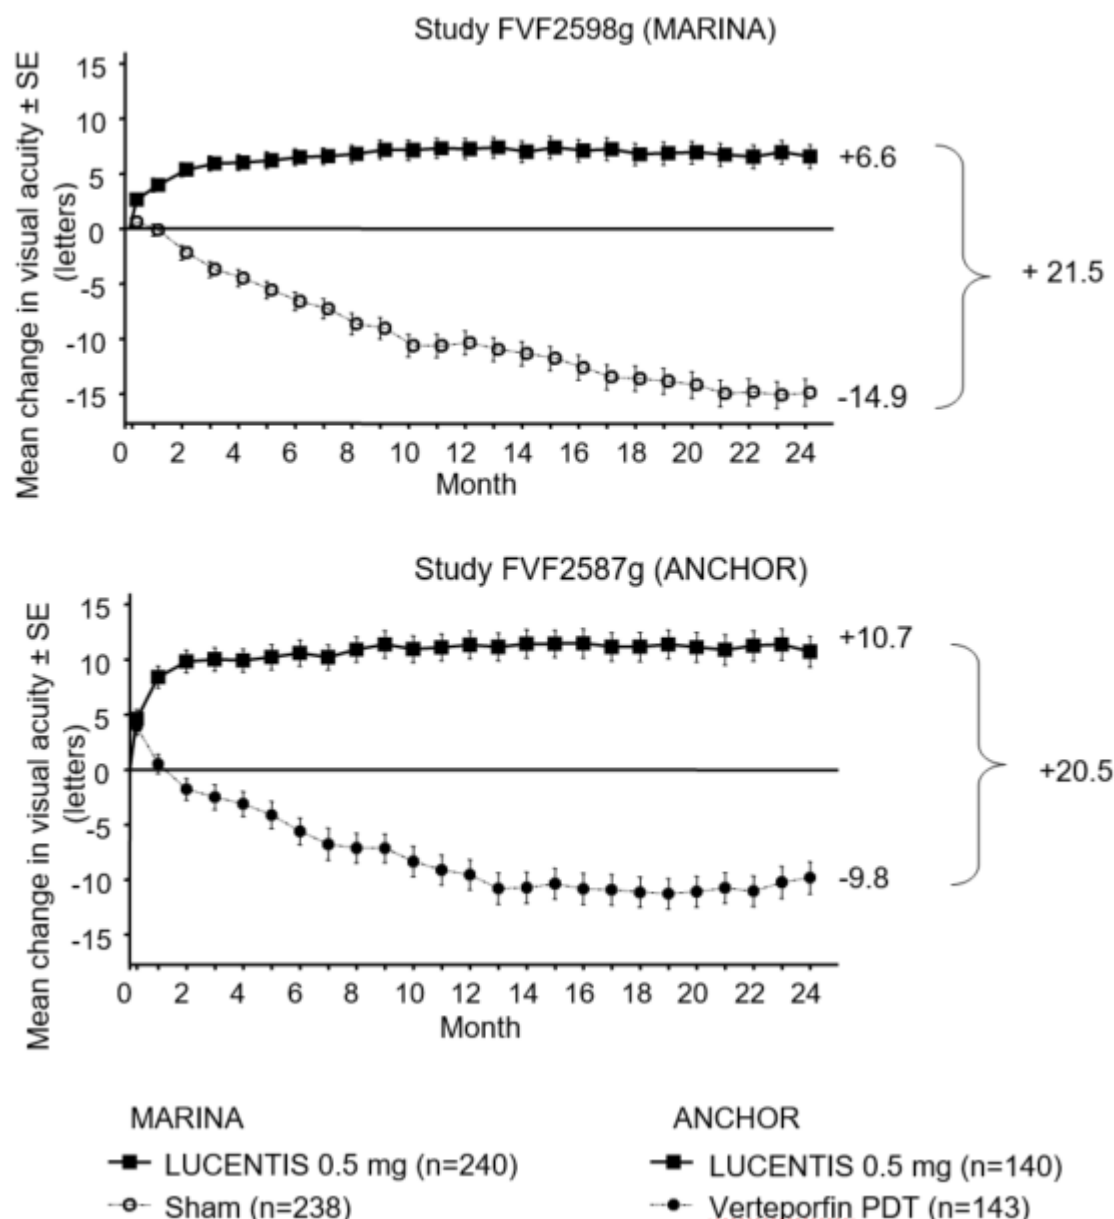 Study FVF2598g (MARINA)
Mean change in visual acuity ± SE
(letters)
15
10
5
0
-5
-10
-15
+6.6
-14.9
+ 21.5
0 2 4 6 8 10 12 14 16 18 20 22 24
Month
Study FVF2587g (ANCHOR)
Mean change in visual acuity ± SE
(letters)
15
10
5
0
-5
-10
-15
+10.7
-9.8
+20.5
0 2 4 6 8 10 12 14 16 18 20 22 24
Month
MARINA
LUCENTIS 0.5 mg (n=240)
Sham (n=238)
ANCHOR
LUCENTIS 0.5 mg (n=140)
Verteporfin PDT (n=143)